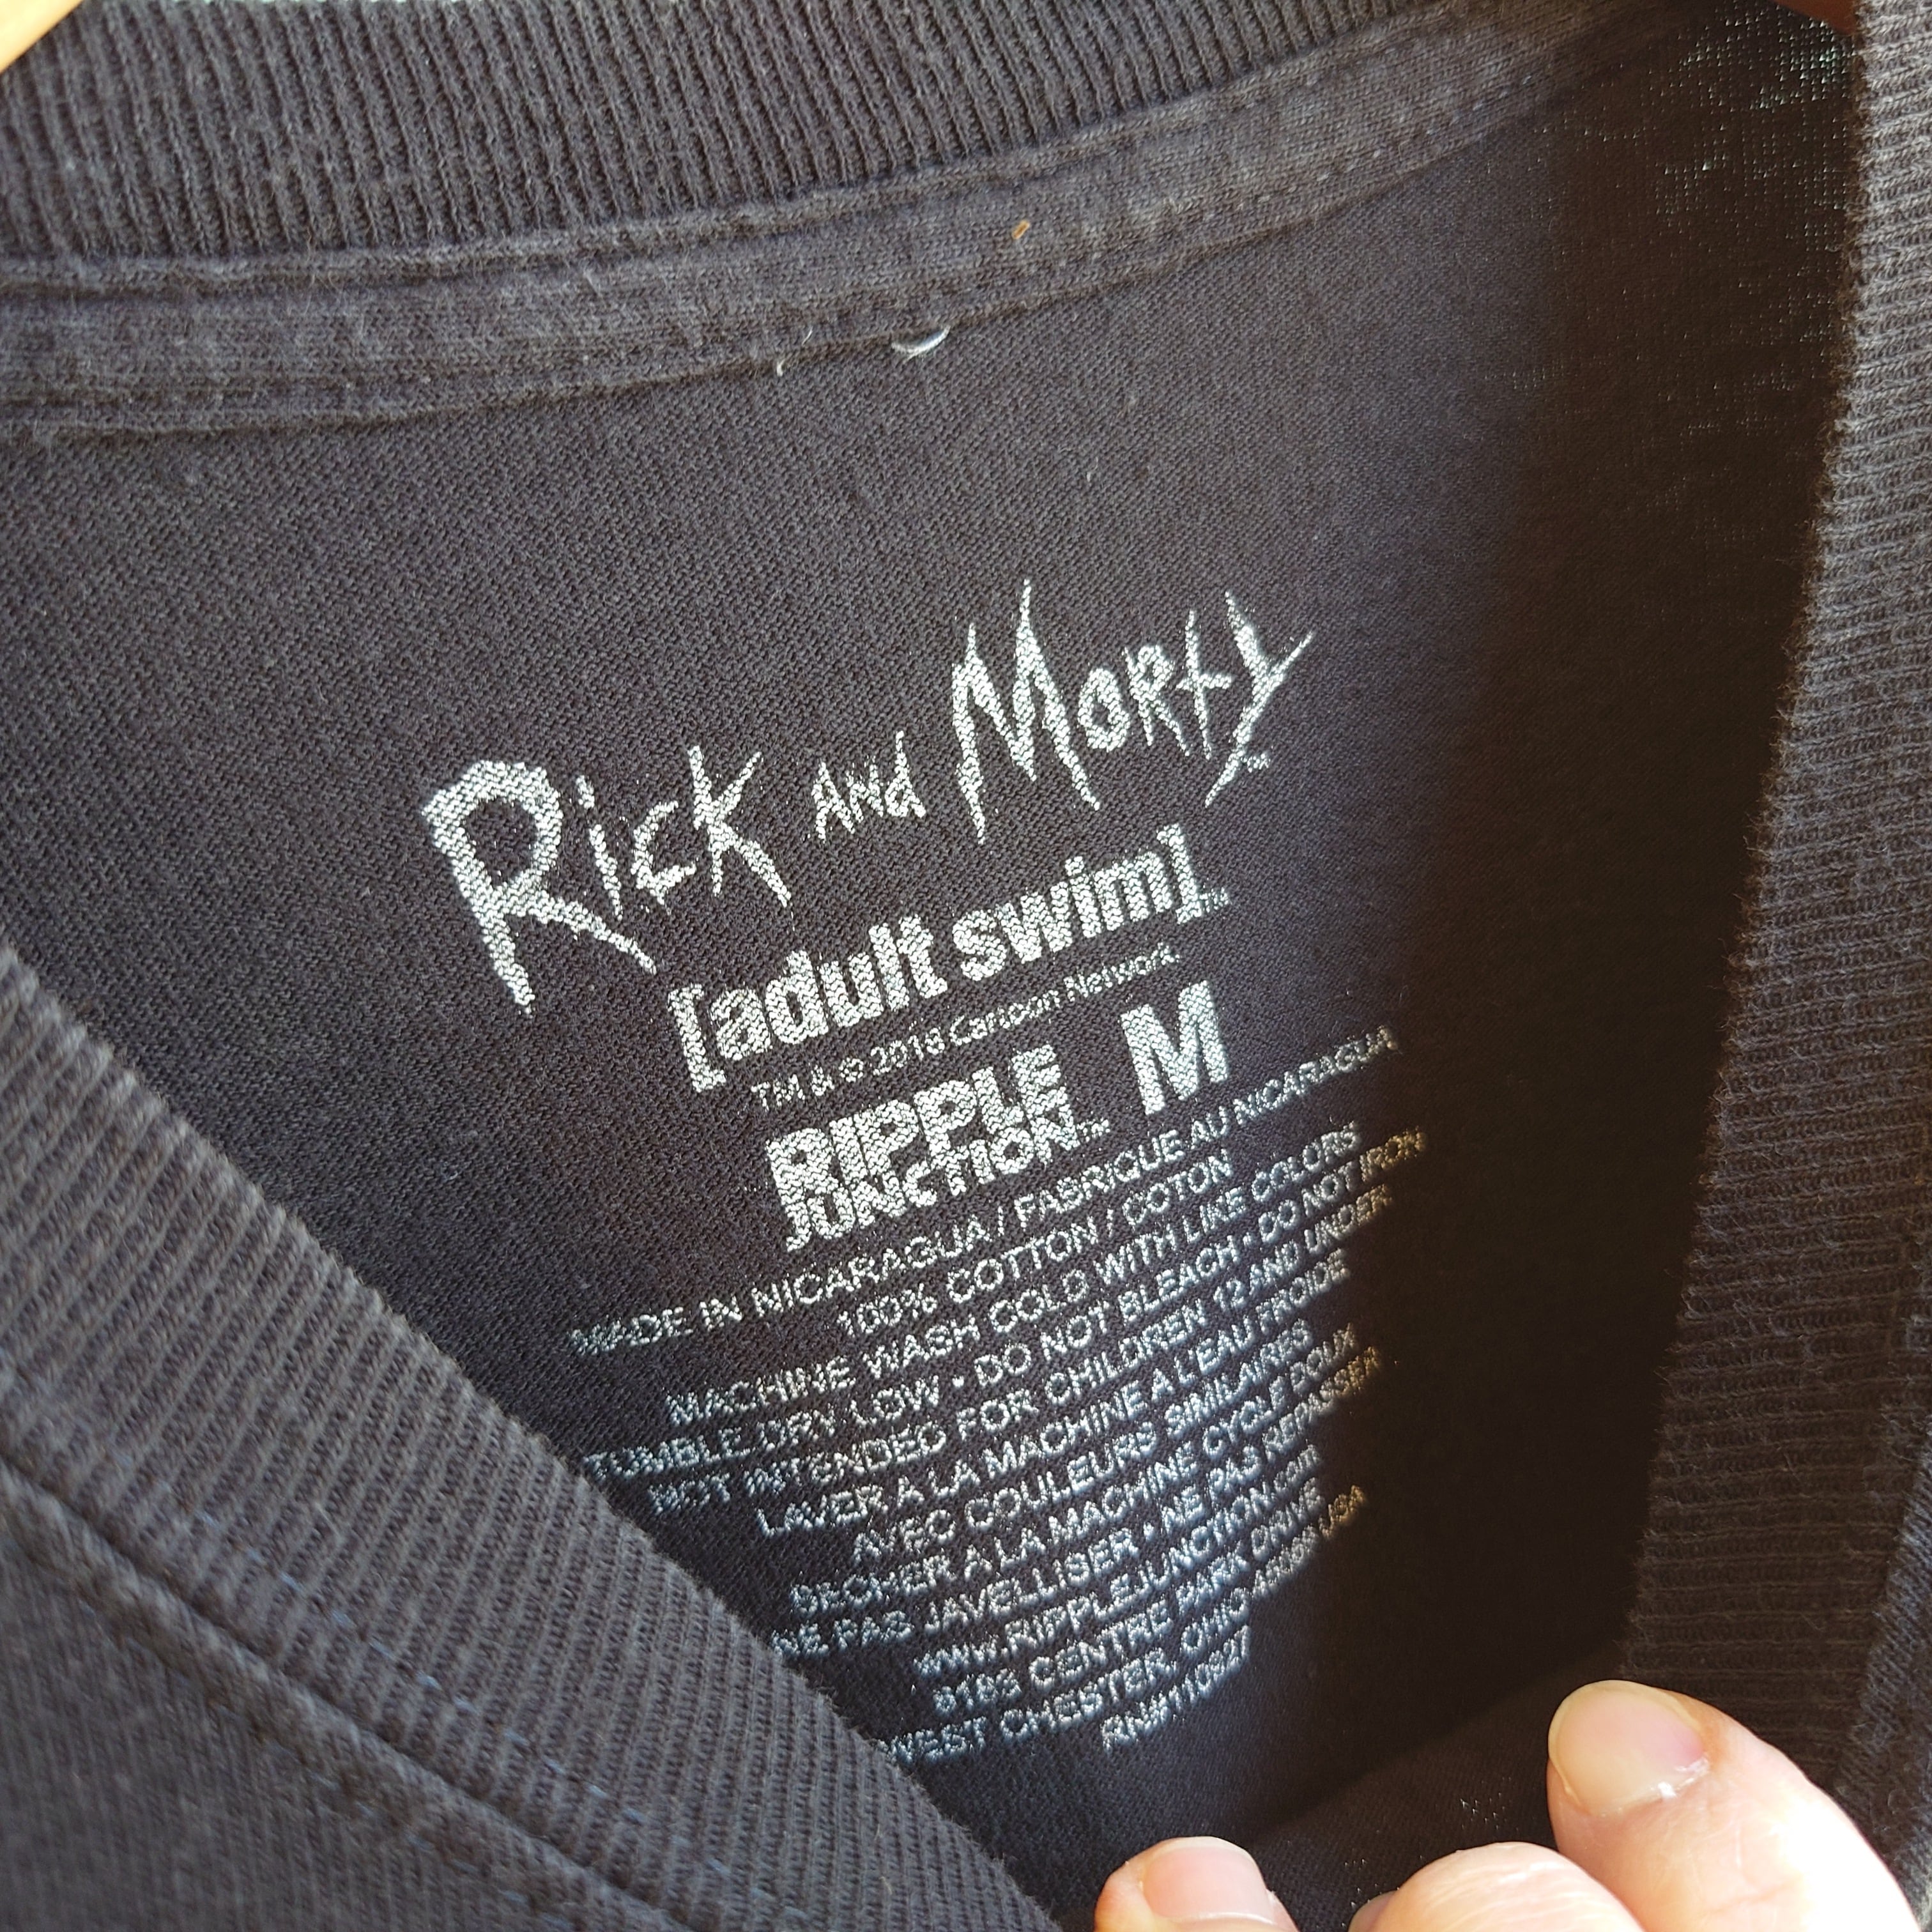 Rick and Morty™
[adult swim]™
TM & © 2018 Cartoon Network
RIPPLE JUNCTION™ M
MADE IN NICARAGUA / FABRIQUE AU NICARAGUA
100% COTTON / COTON
MACHINE WASH COLD WITH LIKE COLORS
TUMBLE DRY LOW • DO NOT BLEACH • DO NOT IRON
NOT INTENDED FOR CHILDREN 12 AND UNDER
LAVER A LA MACHINE A L'EAU FROIDE
AVEC COULEURS SIMILAIRES
SECHER A LA MACHINE CYCLE DOUX
NE PAS JAVELLISER • NE PAS REPASSER
www.RIPPLEJUNCTION.com
CENTRE PARK DRIVE
WEST CHESTER, OHIO USA